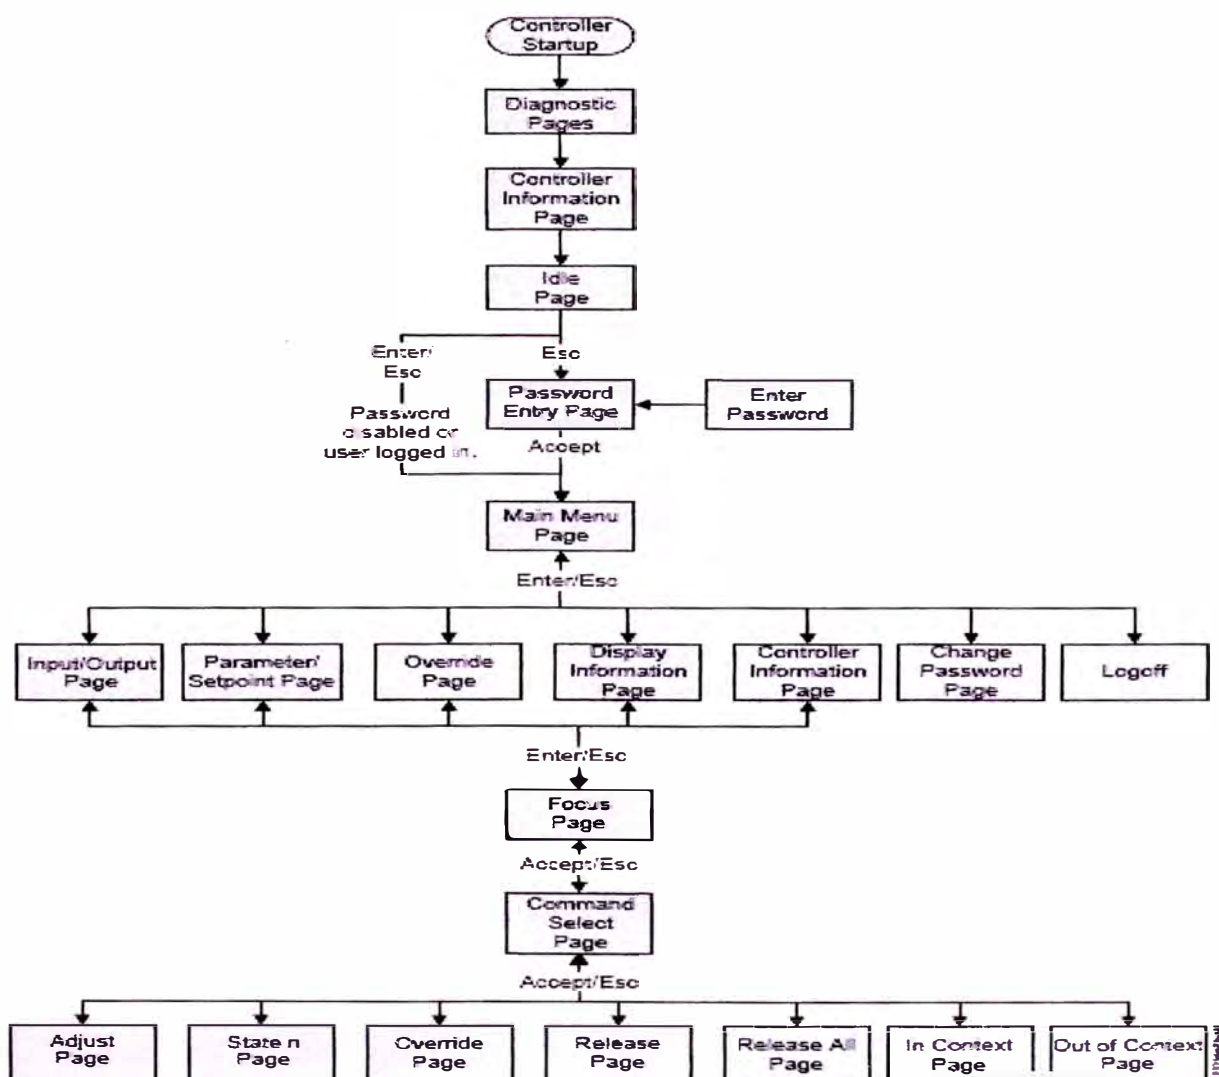 Controller
Startup
Diagnostic
Pages
Controller
Information
Page
Idle
Page
Enter/
Esc
Esc
Password
Entry Page
Enter
Password
Password
disabled or
user logged in.
Accept
Main Menu
Page
Enter/Esc
Input/Output
Page
Parameter/
Setpoint Page
Override
Page
Display
Information
Page
Controller
Information
Page
Change
Password
Page
Logoff
Enter/Esc
Focus
Page
Accept/Esc
Command
Select
Page
Accept/Esc
Adjust
Page
State n
Page
Override
Page
Release
Page
Release All
Page
In Context
Page
Out of Context
Page